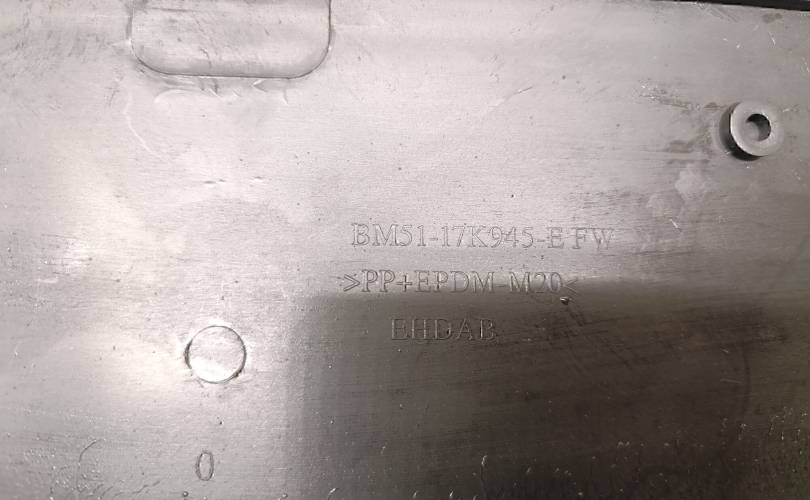 BM51-17K945-E FW
>PP+EPDM-M20<
EHDAB
0